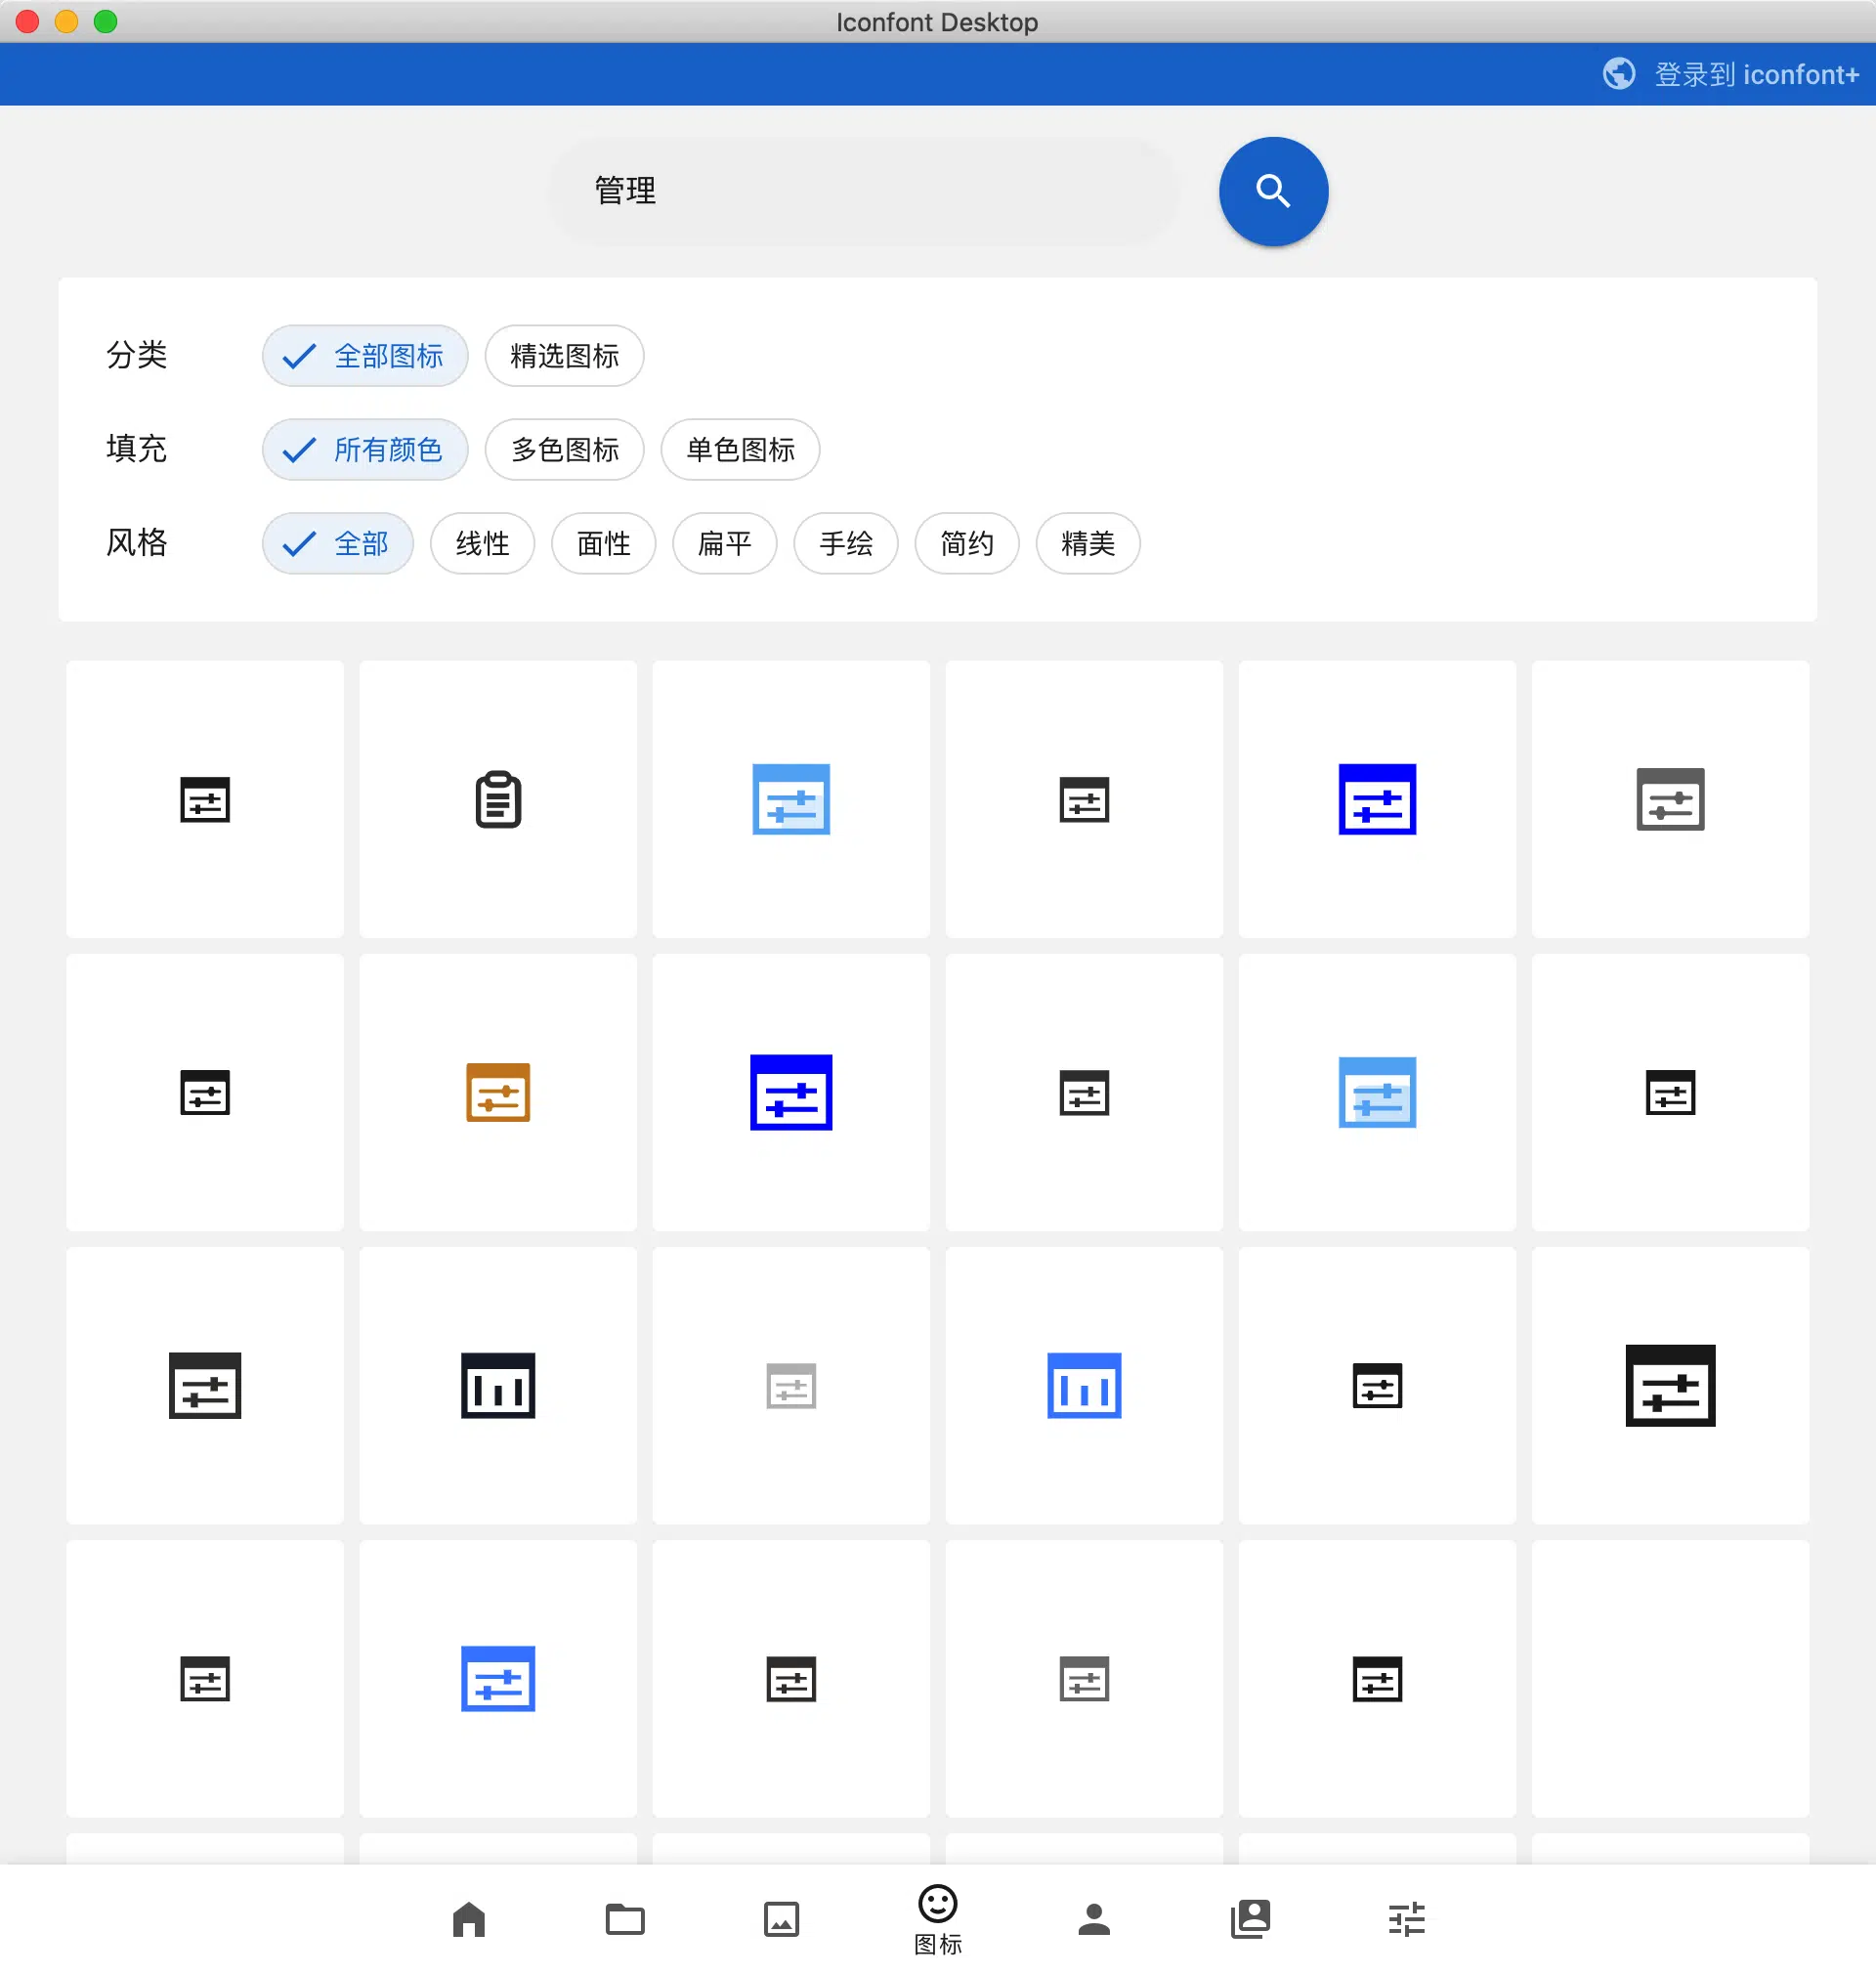 Iconfont Desktop
登录到 iconfont+
管理
分类 全部图标 精选图标
填充 所有颜色 多色图标 单色图标
风格 全部 线性 面性 扁平 手绘 简约 精美
图标